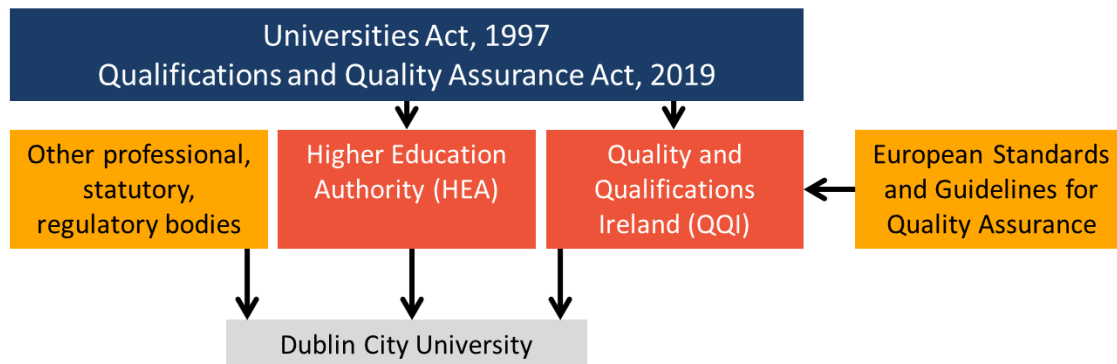 Universities Act, 1997
Qualifications and Quality Assurance Act, 2019
Other professional,
statutory,
regulatory bodies
Higher Education
Authority (HEA)
Quality and
Qualifications
Ireland (QQI)
European Standards
and Guidelines for
Quality Assurance
Dublin City University